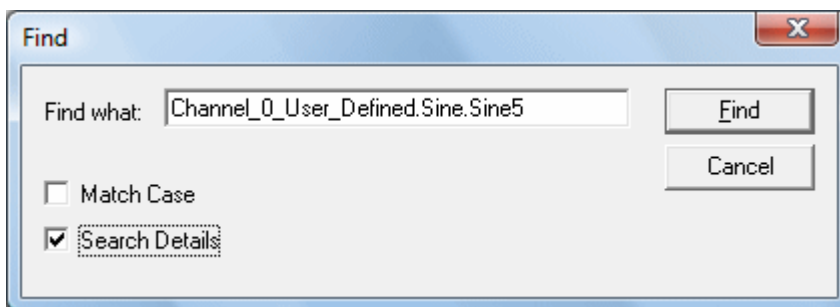 Find
Find what: Channel_0_User_Defined.Sine.Sine5
Find
Cancel
Match Case
Search Details